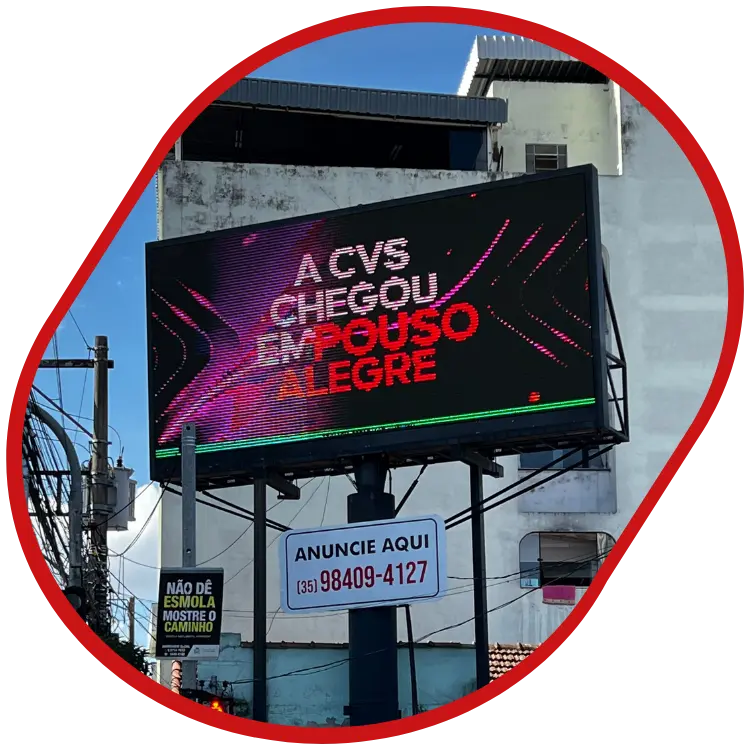 A CVS
CHEGOU
EM POUSO
ALEGRE
ANUNCIE AQUI
(35) 98409-4127
NÃO DÊ
ESMOLA
MOSTRE O
CAMINHO